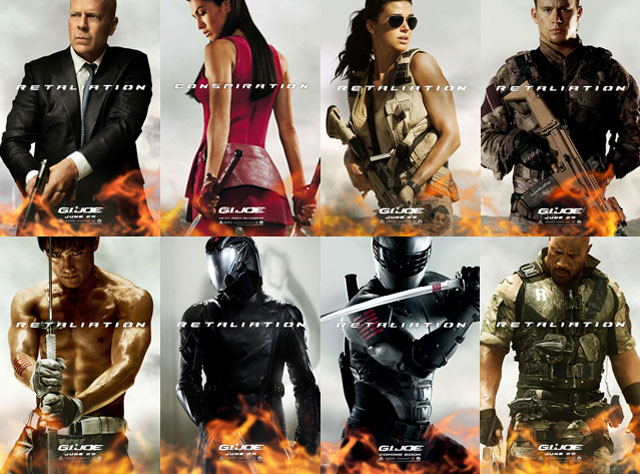 RETALIATION
G.I. JOE
JUNE 29
CONSPIRATION
G.I. JOE
RETALIATION
G.I. JOE
JUNE 29
RETALIATION
G.I. JOE
JUNE 29
RETALIATION
G.I. JOE
JUNE 29
RETALIATION
G.I. JOE
JUNE 29
RETALIATION
G.I. JOE
COMING SOON
RETALIATION
G.I. JOE
JUNE 29